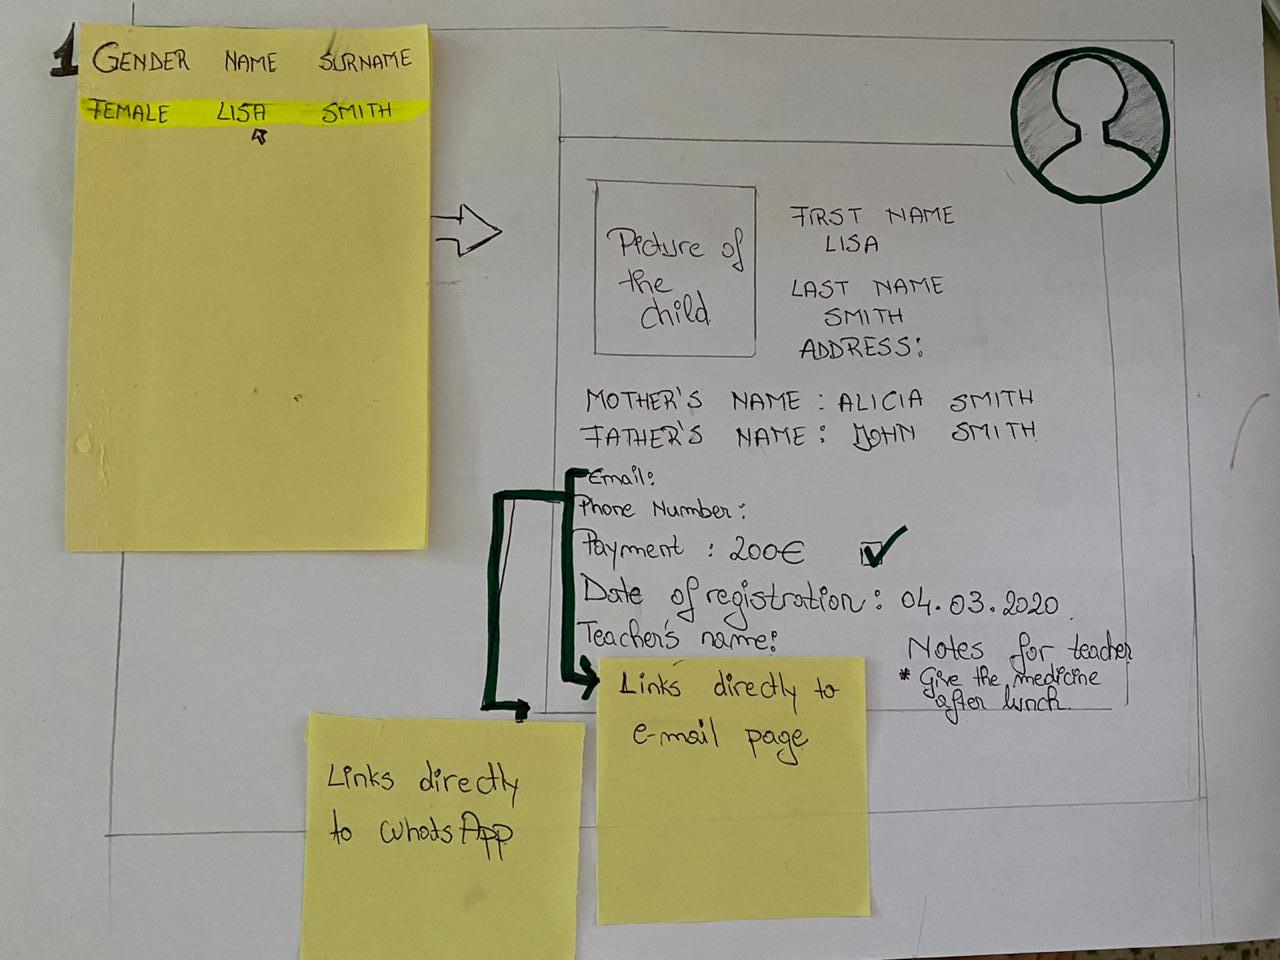 1
GENDER NAME SURNAME
FEMALE LISA SMITH
Picture of
the
child
FIRST NAME
LISA
LAST NAME
SMITH
ADDRESS:
MOTHER'S NAME : ALICIA SMITH
FATHER'S NAME : JOHN SMITH
Email:
Phone Number:
Payment : 200€
Date of registration: 04.03.2020
Teacher's name:
Notes for teacher
* Give the medicine
after lunch
Links directly to
e-mail page
Links directly
to WhatsApp